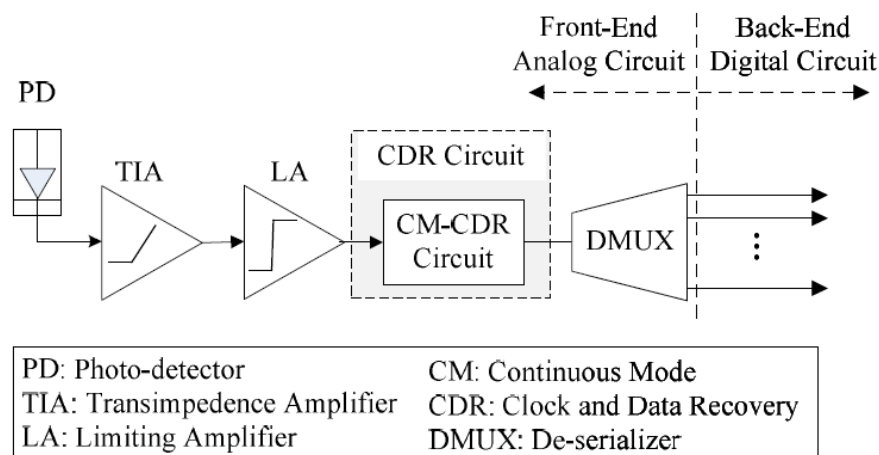 Front-End
Analog Circuit
Back-End
Digital Circuit
PD
TIA
LA
CDR Circuit
CM-CDR
Circuit
DMUX
PD: Photo-detector
TIA: Transimpedence Amplifier
LA: Limiting Amplifier
CM: Continuous Mode
CDR: Clock and Data Recovery
DMUX: De-serializer